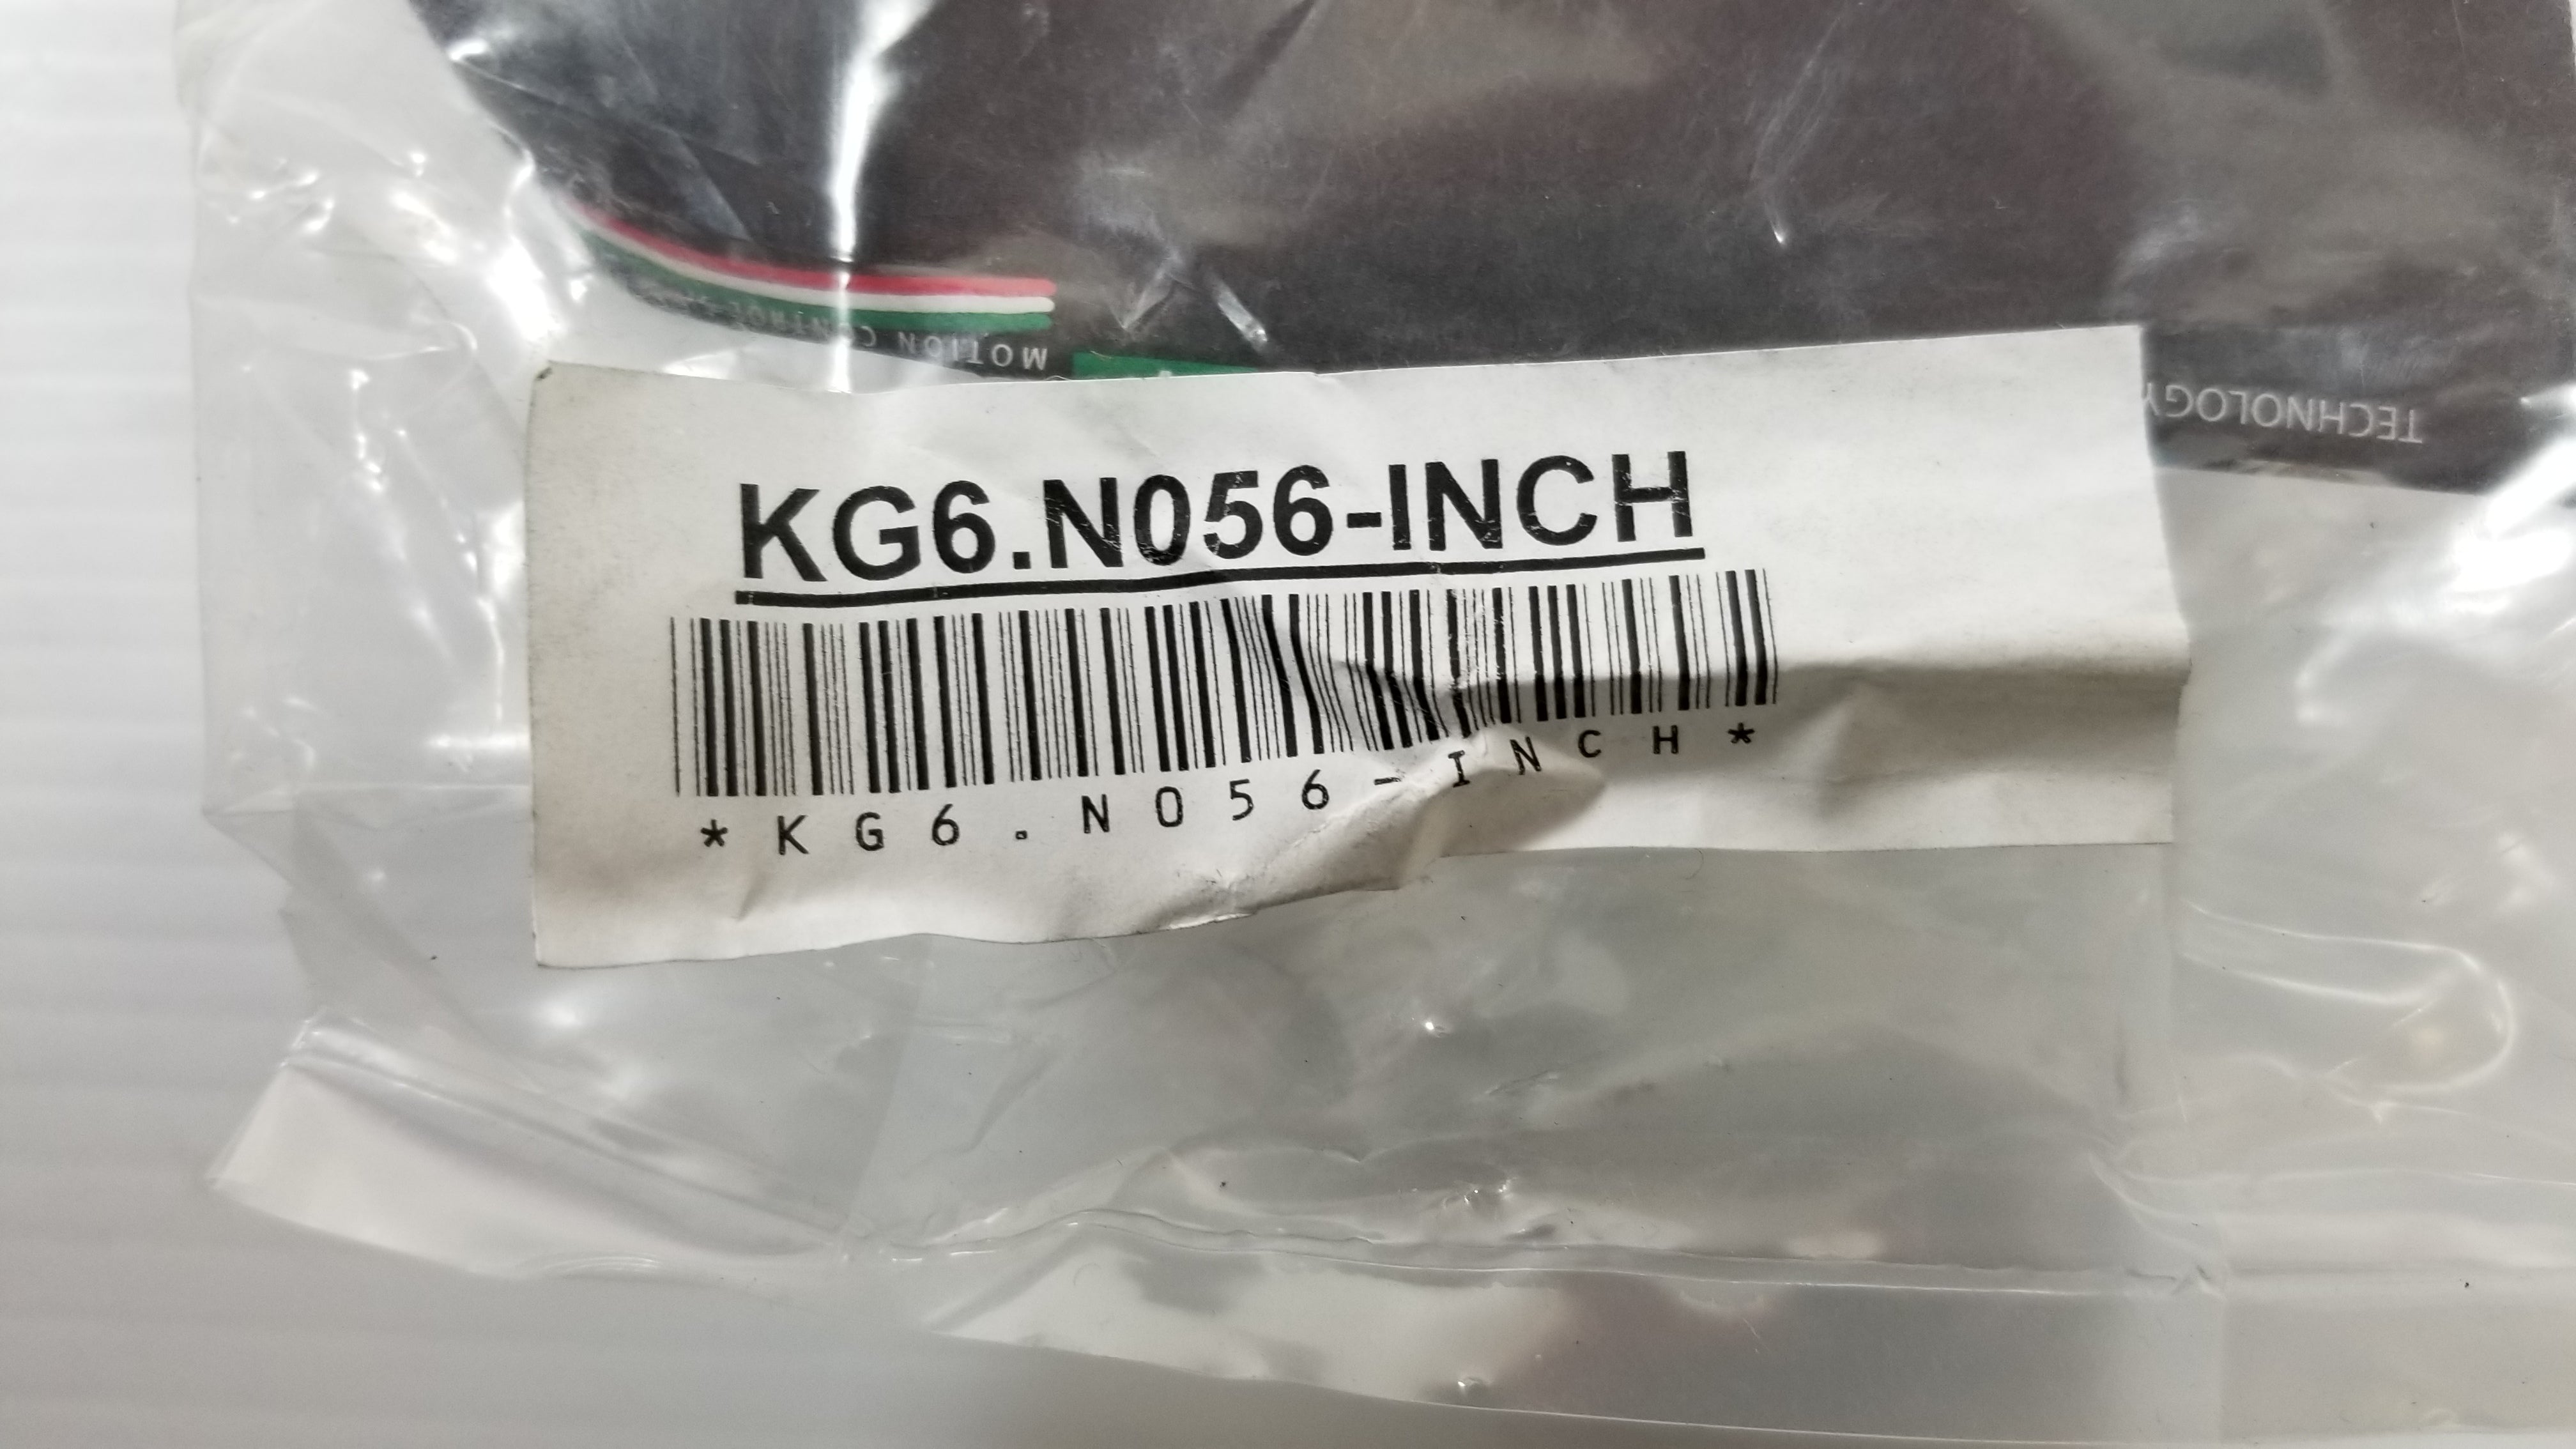 MOTION CONTROL
TECHNOLOGY
KG6.N056-INCH
*KG6.N056-INCH*